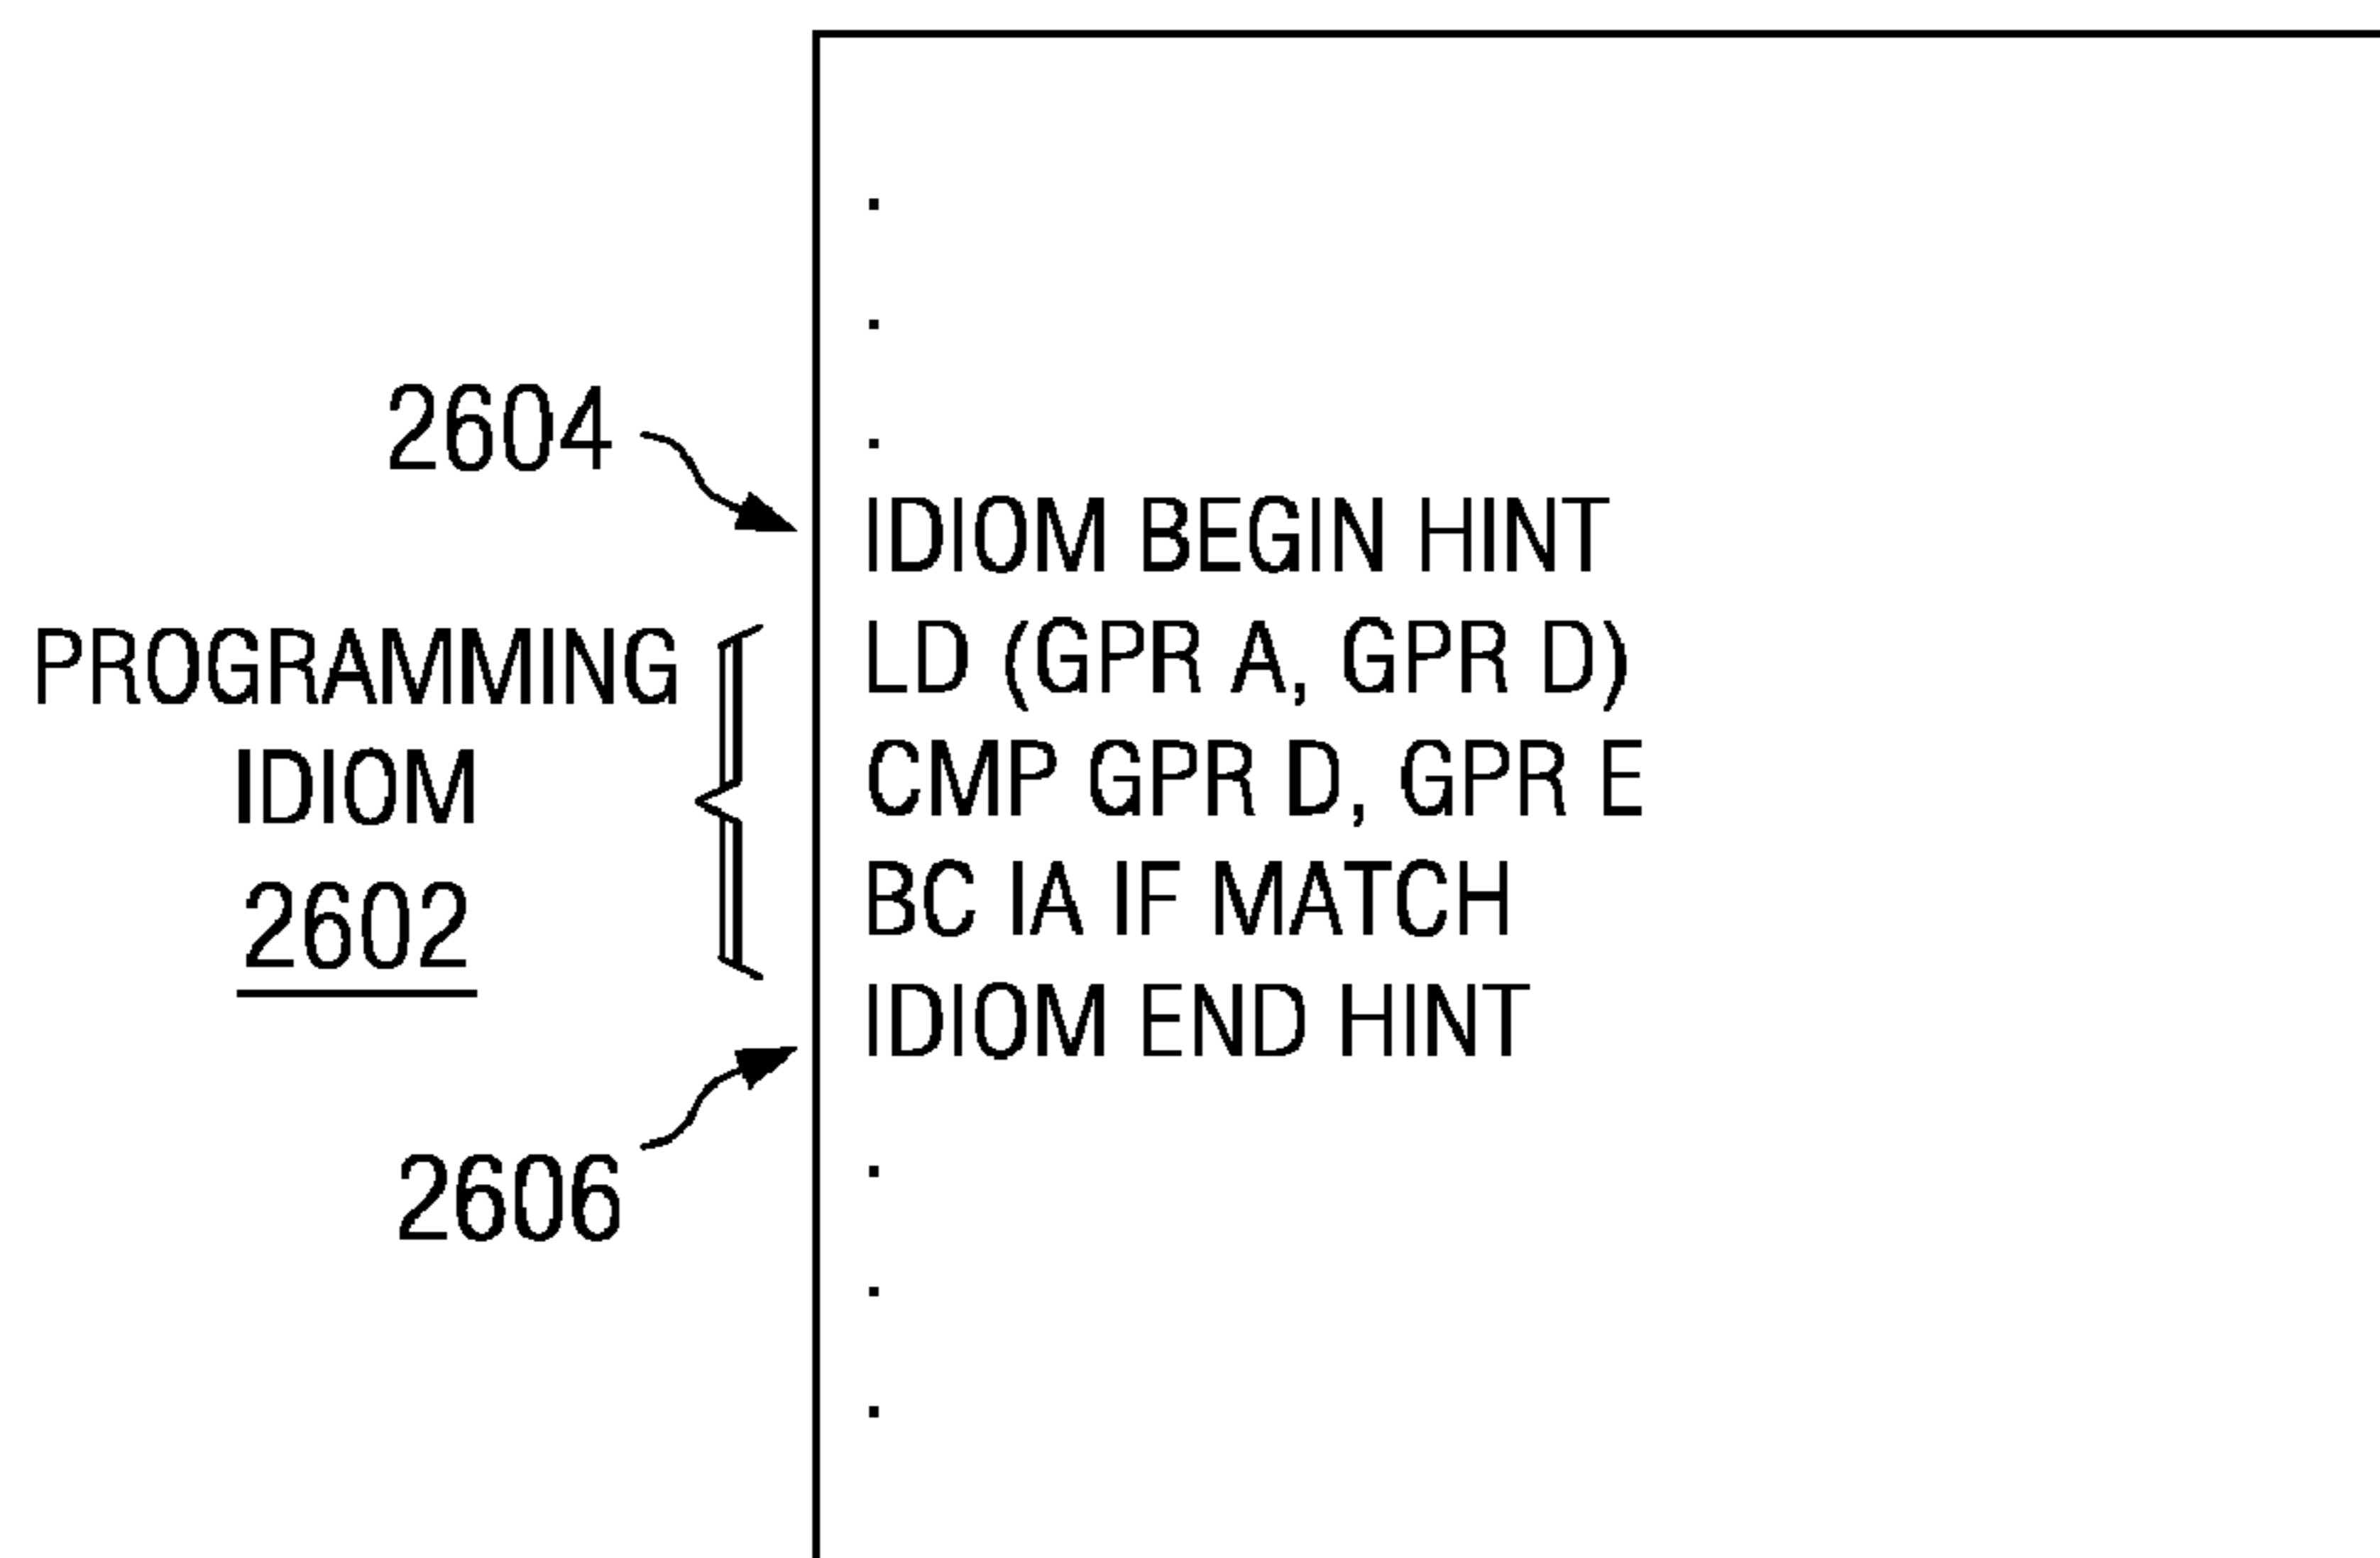 .
.
2604
.
IDIOM BEGIN HINT
PROGRAMMING
IDIOM
2602
LD (GPR A, GPR D)
CMP GPR D, GPR E
BC IA IF MATCH
IDIOM END HINT
2606
.
.
.